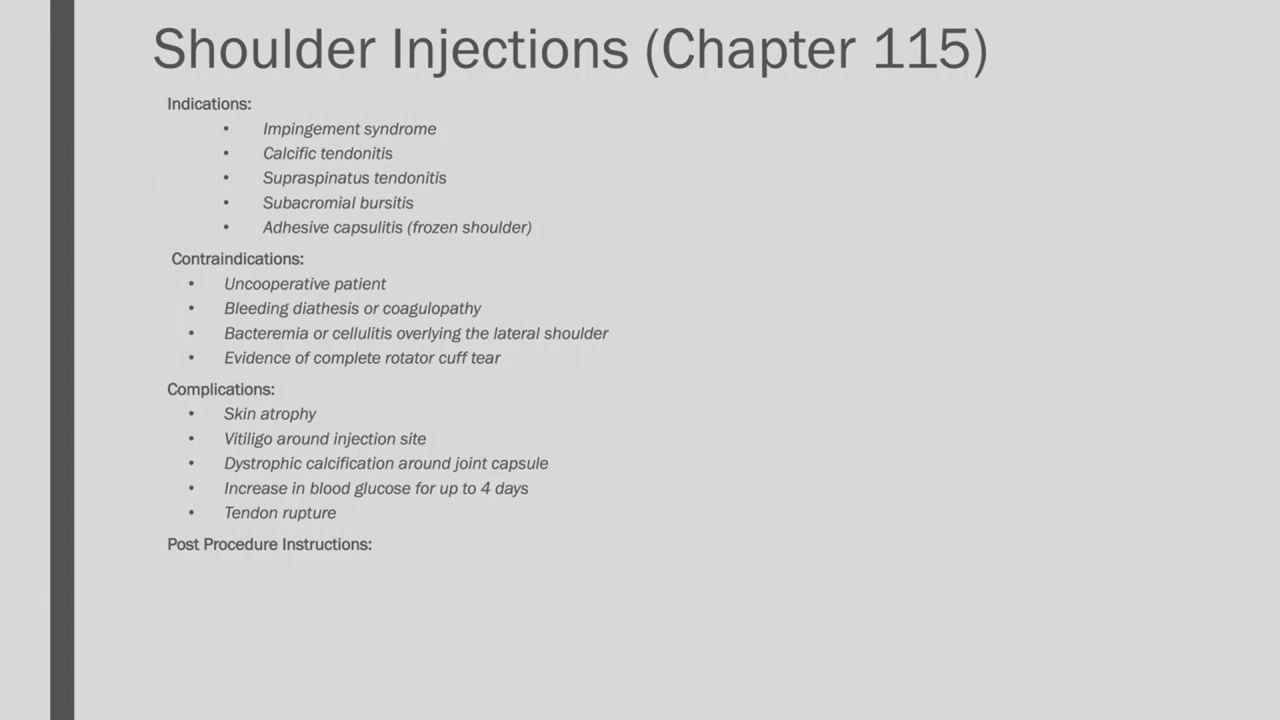 Shoulder Injections (Chapter 115)
Indications:
• Impingement syndrome
• Calcific tendonitis
• Supraspinatus tendonitis
• Subacromial bursitis
• Adhesive capsulitis (frozen shoulder)
Contraindications:
• Uncooperative patient
• Bleeding diathesis or coagulopathy
• Bacteremia or cellulitis overlying the lateral shoulder
• Evidence of complete rotator cuff tear
Complications:
• Skin atrophy
• Vitiligo around injection site
• Dystrophic calcification around joint capsule
• Increase in blood glucose for up to 4 days
• Tendon rupture
Post Procedure Instructions: